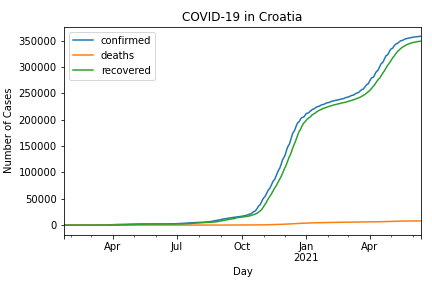 COVID-19 in Croatia
confirmed
deaths
recovered
350000
300000
250000
200000
150000
100000
50000
0
Number of Cases
Apr
Jul
Oct
Jan
2021
Apr
Day